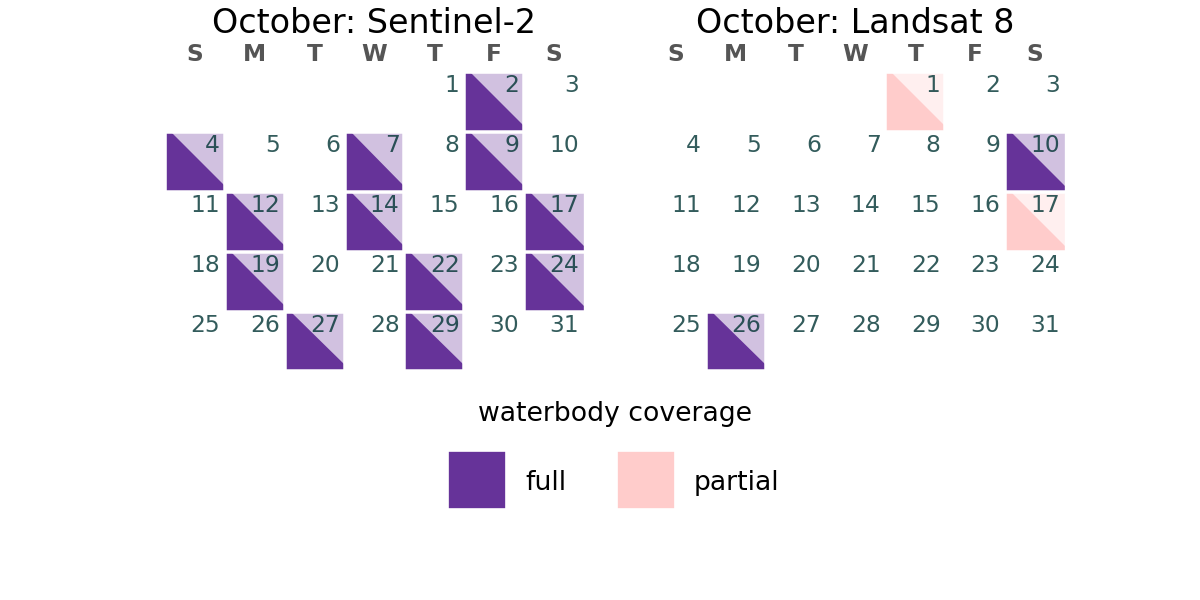 October: Sentinel-2
S M T W T F S
1 2 3
4 5 6 7 8 9 10
11 12 13 14 15 16 17
18 19 20 21 22 23 24
25 26 27 28 29 30 31
October: Landsat 8
S M T W T F S
1 2 3
4 5 6 7 8 9 10
11 12 13 14 15 16 17
18 19 20 21 22 23 24
25 26 27 28 29 30 31
waterbody coverage
full
partial